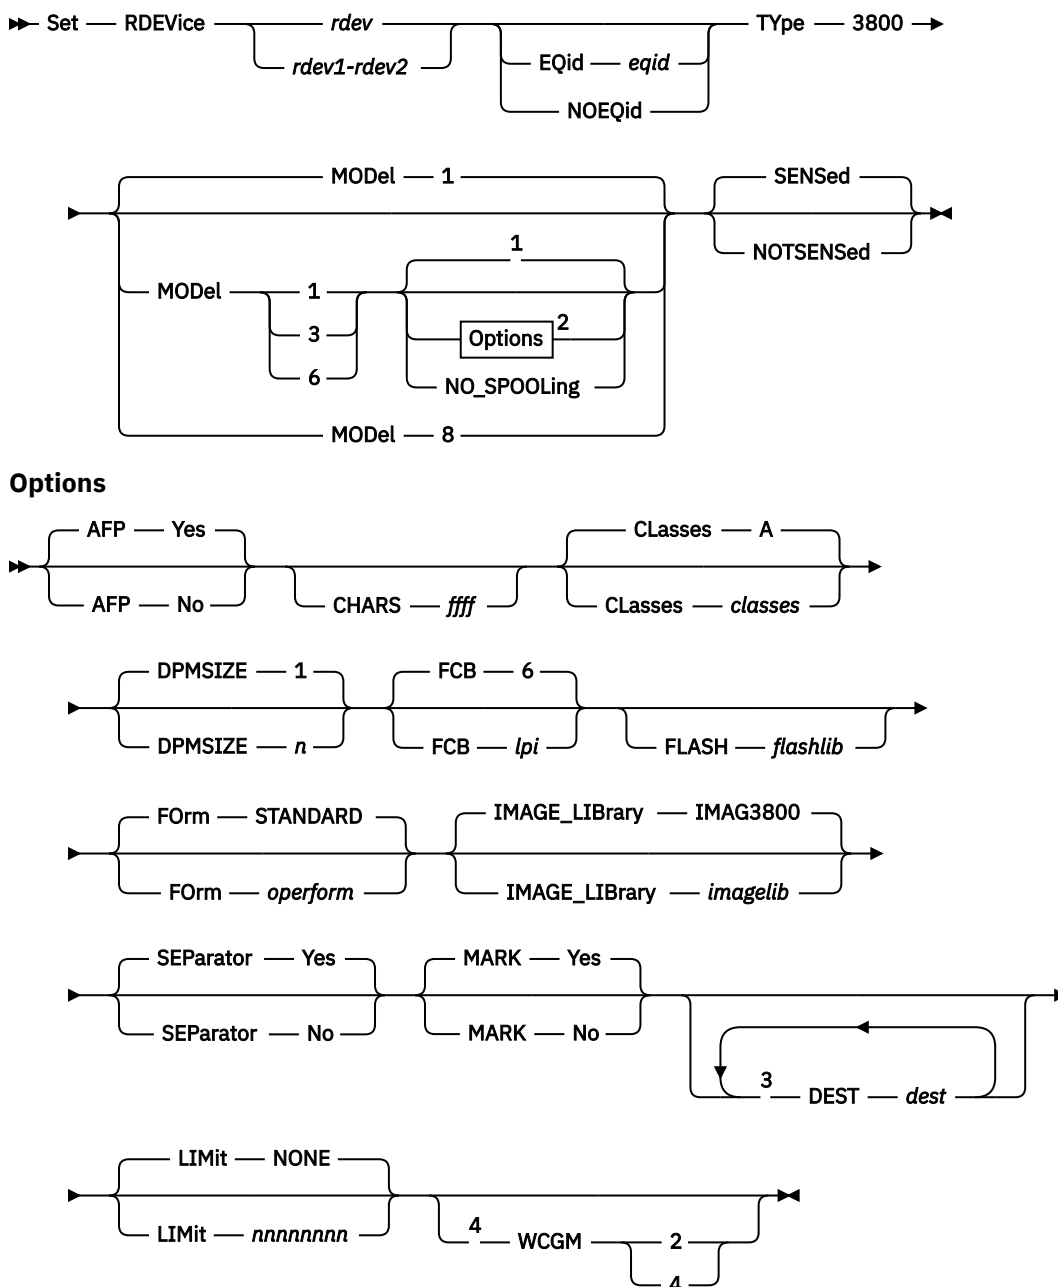 Set RDEVice rdev TYpe 3800
rdev1-rdev2
EQid eqid
NOEQid
MODel 1 SENSed
NOTSENSed
1
MODel 1
3
6
Options 2
NO_SPOOLing
MODel 8
Options
AFP Yes CLasses A
AFP No CHARS ffff CLasses classes
DPMSIZE 1 FCB 6
DPMSIZE n FCB lpi FLASH flashlib
FOrm STANDARD IMAGE_LIBrary IMAG3800
FOrm operform IMAGE_LIBrary imagelib
SEParator Yes MARK Yes
SEParator No MARK No
3 DEST dest
LIMit NONE
LIMit nnnnnnnn 4 WCGM 2
4